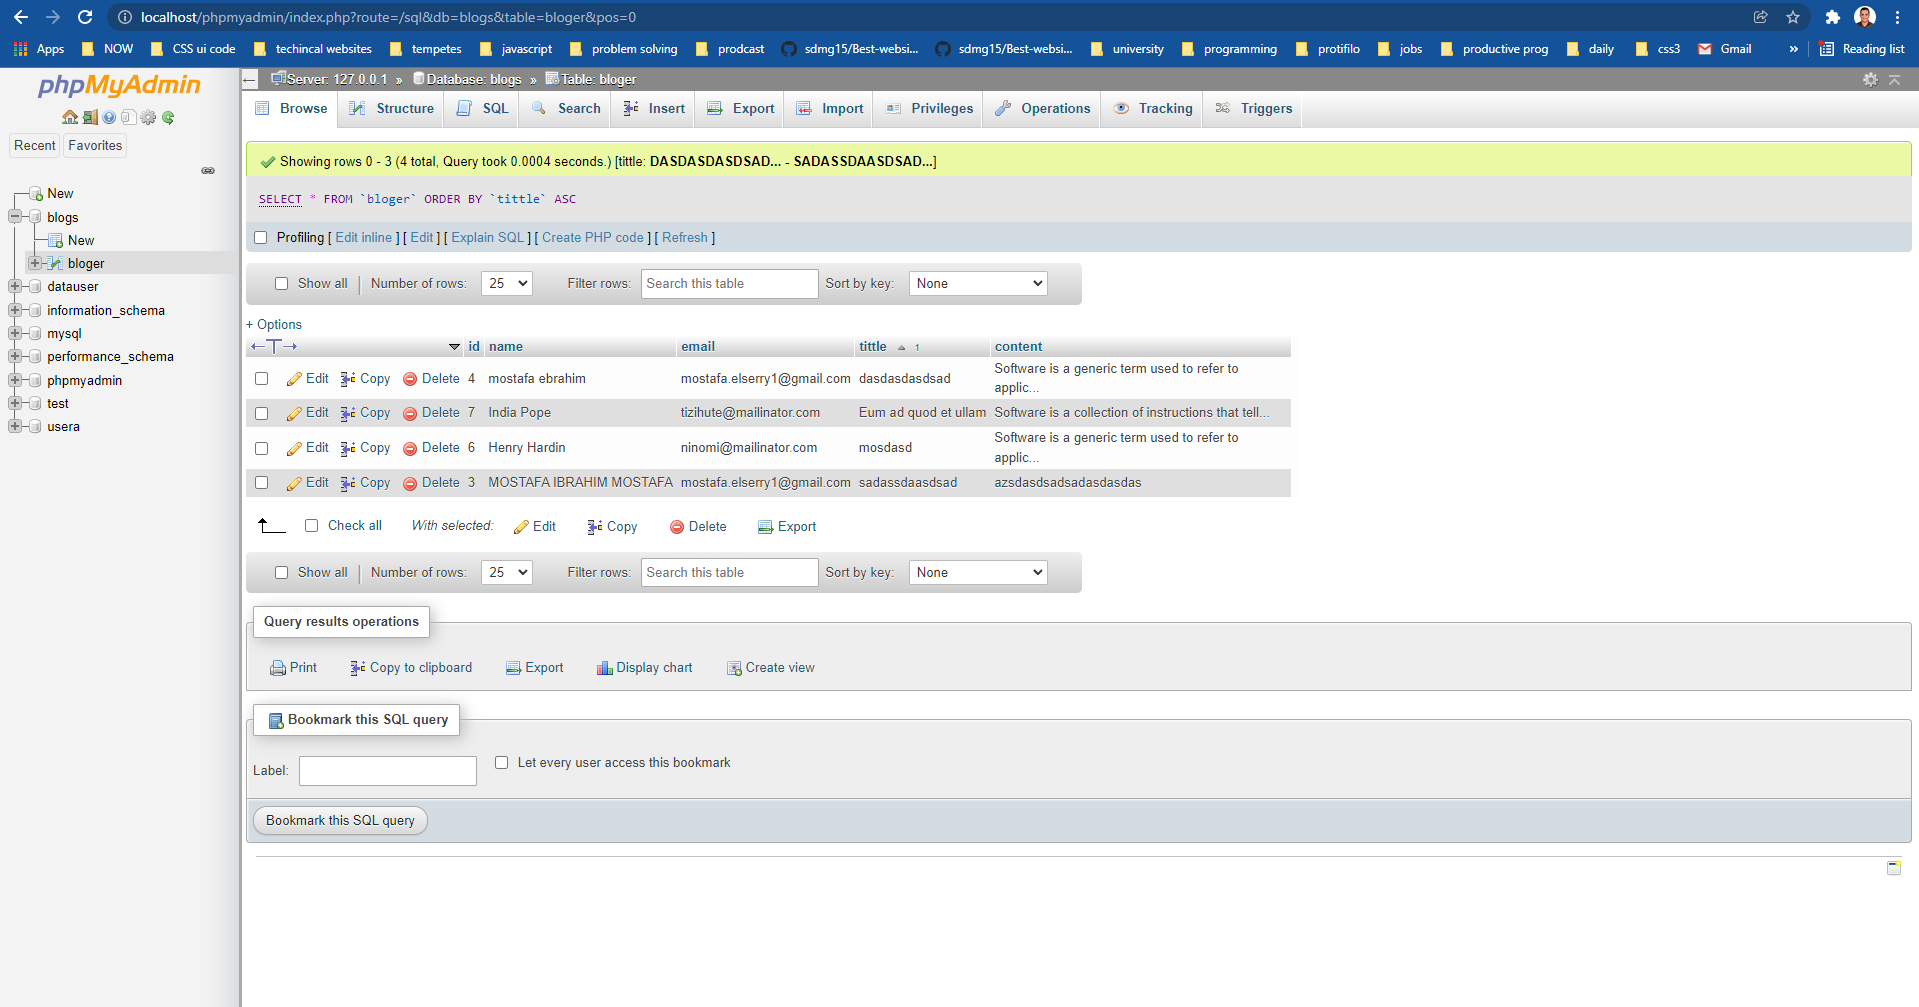 localhost/phpmyadmin/index.php?route=/sql&db=blogs&table=bloger&pos=0
Apps NOW CSS ui code techincal websites tempetes javascript problem solving prodcast sdmg15/Best-websi... sdmg15/Best-websi... university programming protifilo jobs productive prog daily css3 Gmail » Reading list
phpMyAdmin
Recent Favorites
New
blogs
New
bloger
datauser
information_schema
mysql
performance_schema
phpmyadmin
test
usera
Server: 127.0.0.1 » Database: blogs » Table: bloger
Browse Structure SQL Search Insert Export Import Privileges Operations Tracking Triggers
Showing rows 0 - 3 (4 total, Query took 0.0004 seconds.) [tittle: DASDASDASDSAD... - SADASSDAASDSAD...]
SELECT * FROM `bloger` ORDER BY `tittle` ASC
Profiling [ Edit inline ] [ Edit ] [ Explain SQL ] [ Create PHP code ] [ Refresh ]
Show all Number of rows: 25 Filter rows: Search this table Sort by key: None
+ Options
←T→ id name email tittle 1 content
Edit Copy Delete 4 mostafa ebrahim mostafa.elserry1@gmail.com dasdasdasdsad Software is a generic term used to refer to
applic...
Edit Copy Delete 7 India Pope tizihute@mailinator.com Eum ad quod et ullam Software is a collection of instructions that tell...
Edit Copy Delete 6 Henry Hardin ninomi@mailinator.com mosdasd Software is a generic term used to refer to
applic...
Edit Copy Delete 3 MOSTAFA IBRAHIM MOSTAFA mostafa.elserry1@gmail.com sadassdaasdsad azsdasdsadsadasdasdas
Check all With selected: Edit Copy Delete Export
Show all Number of rows: 25 Filter rows: Search this table Sort by key: None
Query results operations
Print Copy to clipboard Export Display chart Create view
Bookmark this SQL query
Label: Let every user access this bookmark
Bookmark this SQL query